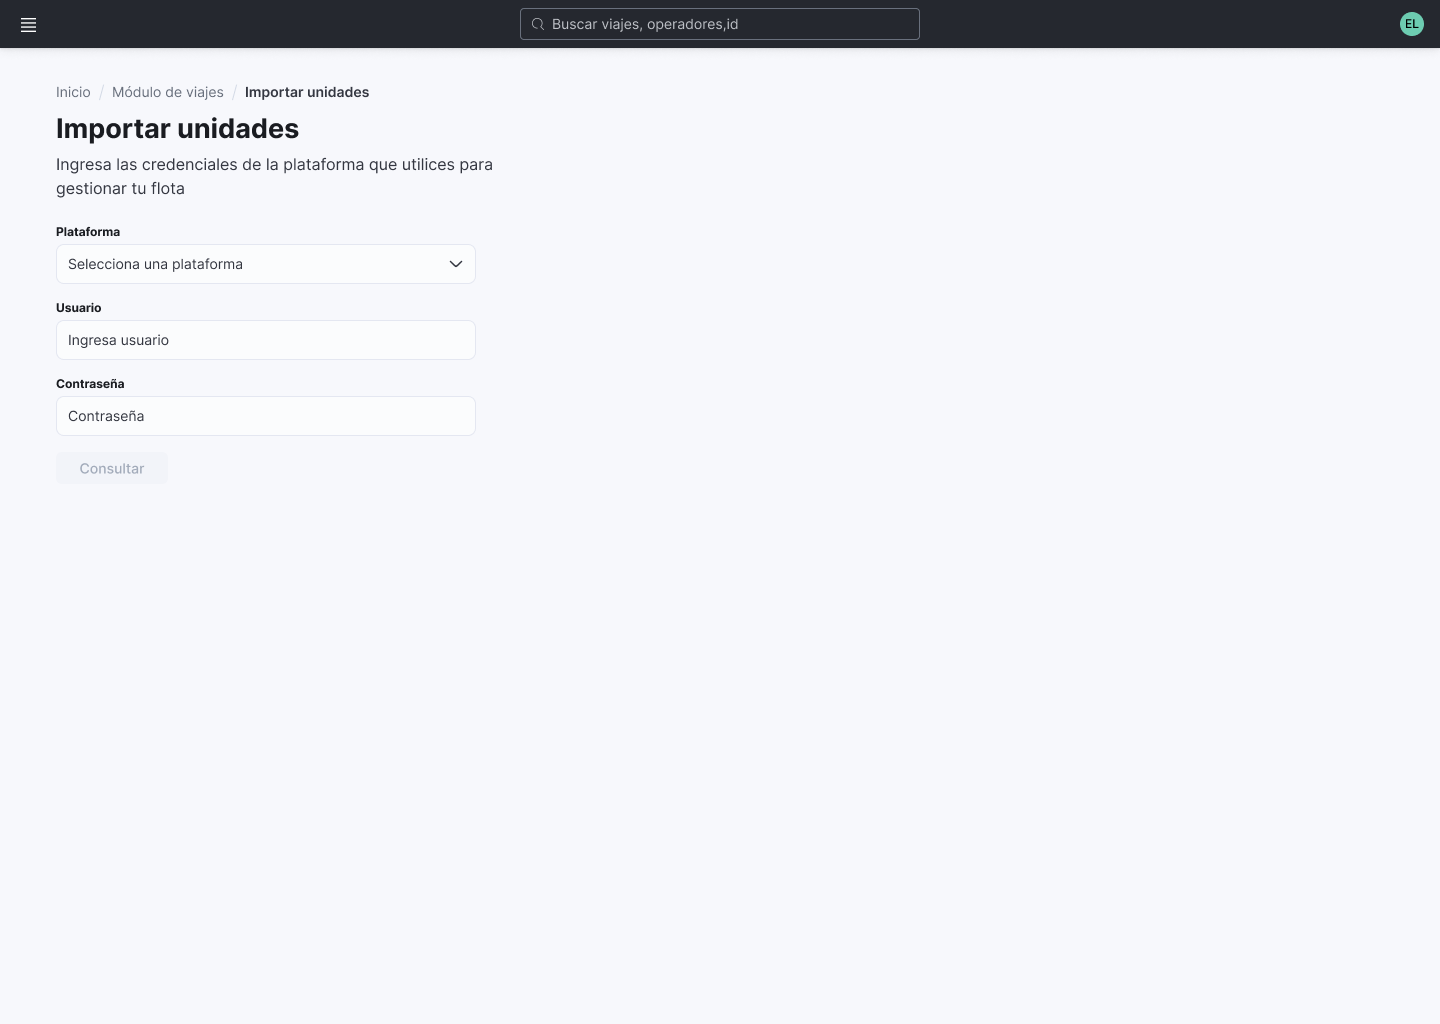 Buscar viajes, operadores,id
EL
Inicio / Módulo de viajes / Importar unidades
Importar unidades
Ingresa las credenciales de la plataforma que utilices para
gestionar tu flota
Plataforma
Selecciona una plataforma
Usuario
Ingresa usuario
Contraseña
Contraseña
Consultar